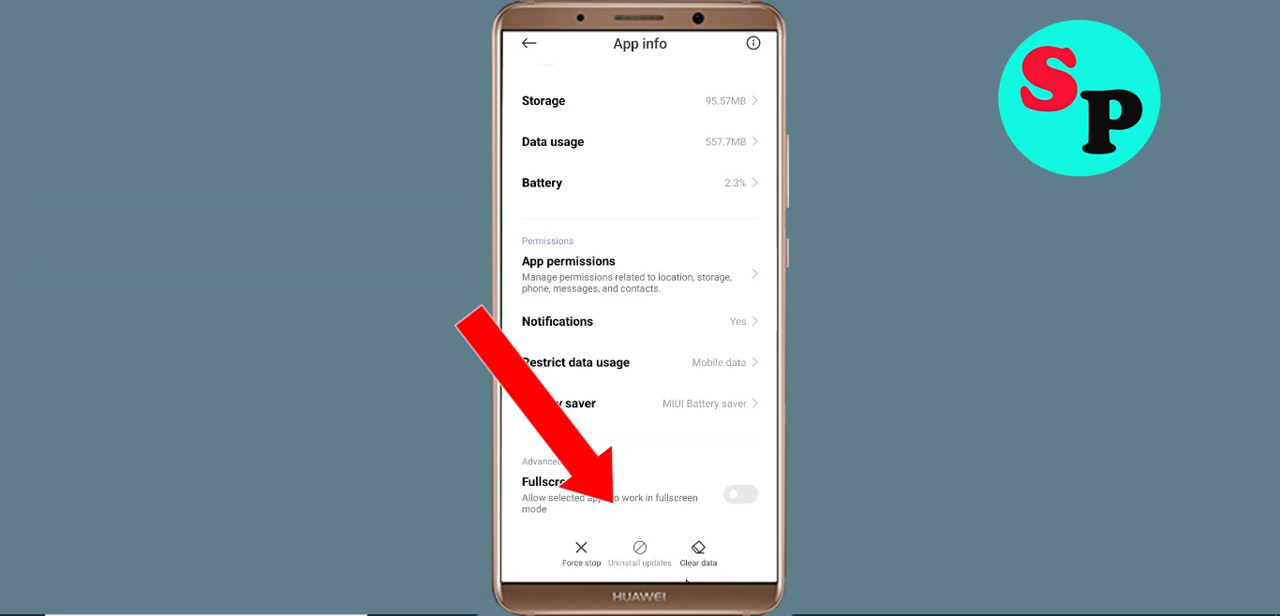 App info
Storage 95.57MB
Data usage 557.7MB
Battery 2.3%
Permissions
App permissions
Manage permissions related to location, storage,
phone, messages, and contacts.
Notifications Yes
Restrict data usage Mobile data
saver MIUI Battery saver
Advanced
Allow selected to work in fullscreen
mode
Force stop Uninstall updates Clear data
HUAWEI
SP